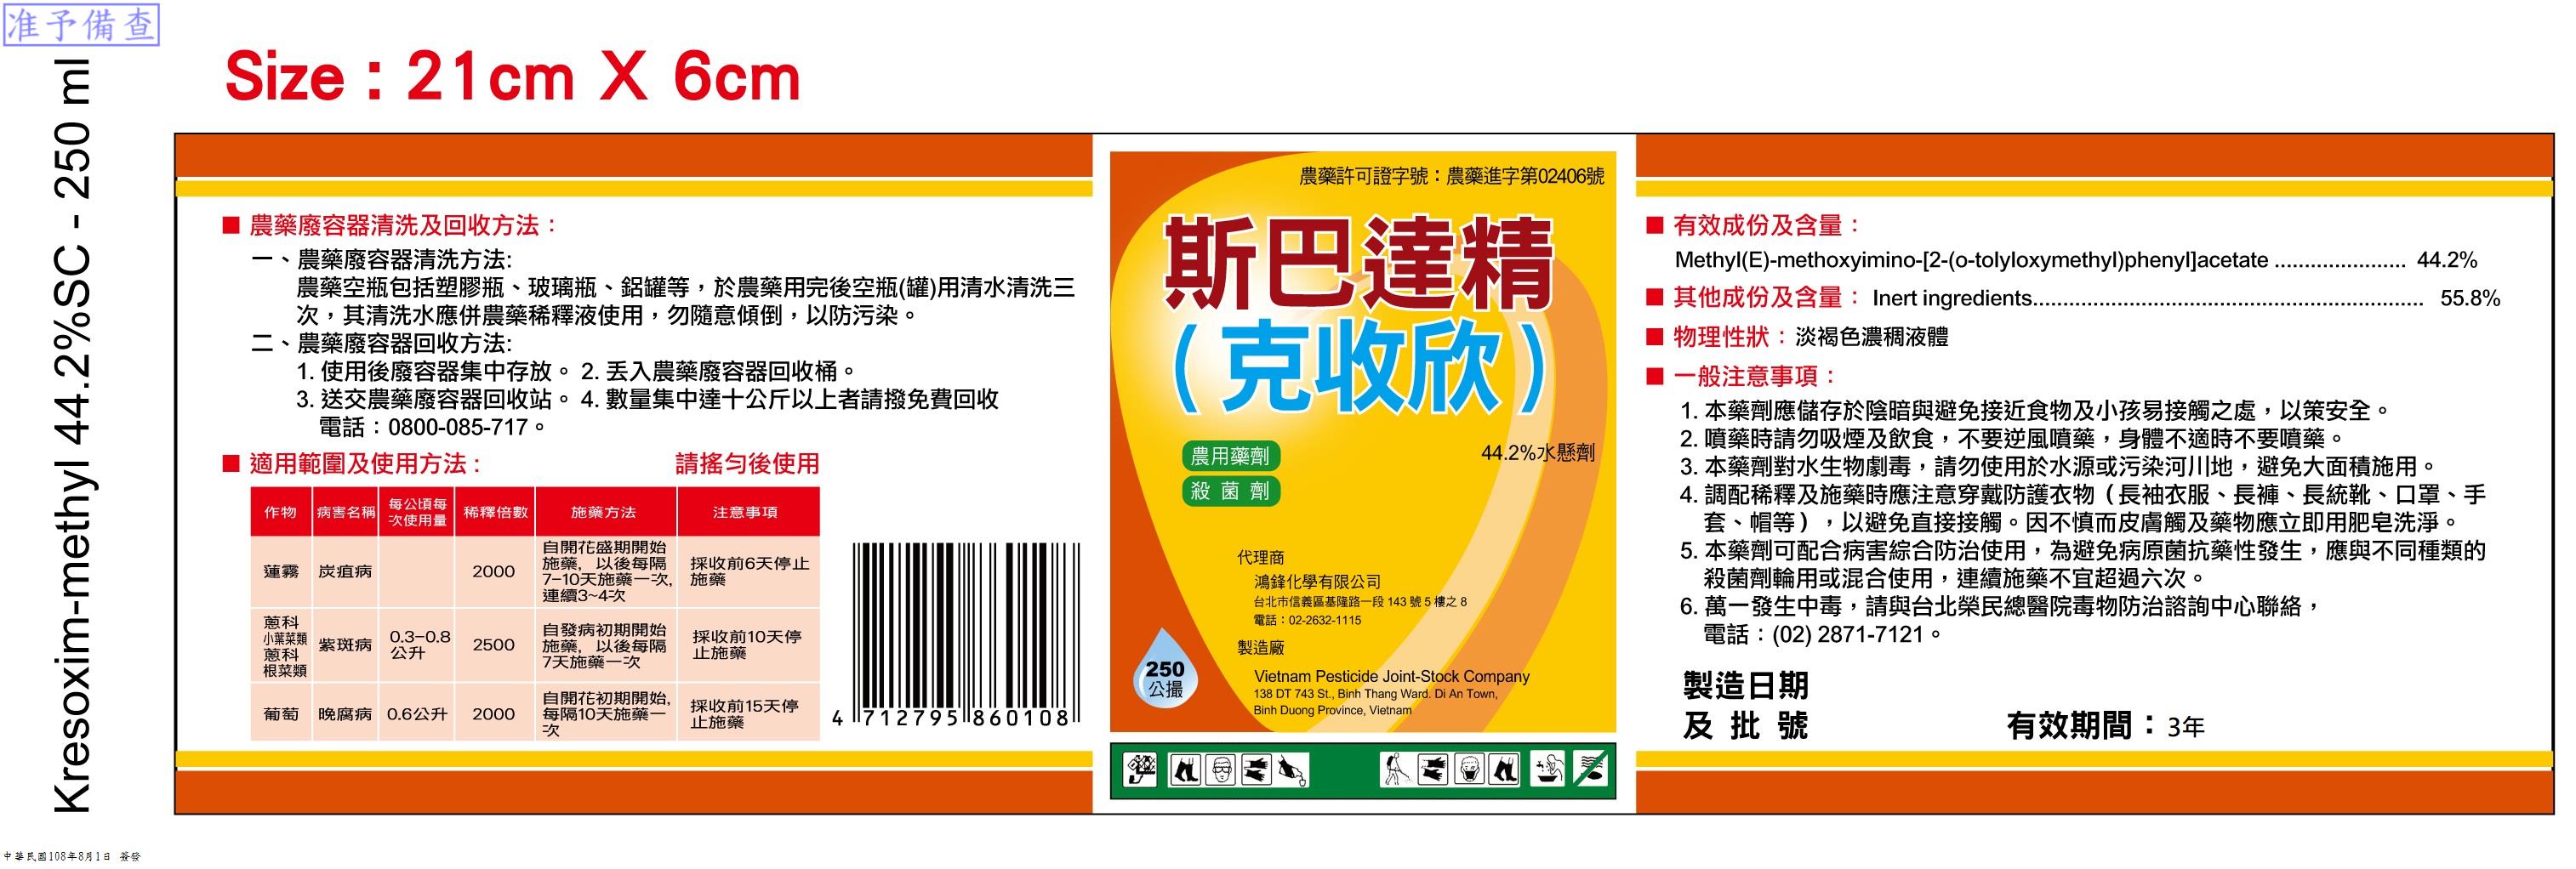 准予備查
Kresoxim-methyl 44.2%SC - 250 ml
Size : 21cm X 6cm
■ 農藥廢容器清洗及回收方法：
一、農藥廢容器清洗方法:
農藥空瓶包括塑膠瓶、玻璃瓶、鋁罐等，於農藥用完後空瓶(罐)用清水清洗三
次，其清洗水應併農藥稀釋液使用，勿隨意傾倒，以防污染。
二、農藥廢容器回收方法:
1. 使用後廢容器集中存放。 2. 丟入農藥廢容器回收桶。
3. 送交農藥廢容器回收站。 4. 數量集中達十公斤以上者請撥免費回收
電話：0800-085-717。
■ 適用範圍及使用方法： 請搖勻後使用
作物 病害名稱 每公頃每次使用量 稀釋倍數 施藥方法 注意事項
蓮霧 炭疽病 2000 自開花盛期開始施藥，以後每隔7-10天施藥一次，連續3~4次 採收前6天停止施藥
蔥科小葉菜類蔥科根菜類 紫斑病 0.3-0.8公升 2500 自發病初期開始施藥，以後每隔7天施藥一次 採收前10天停止施藥
葡萄 晚腐病 0.6公升 2000 自開花初期開始，每隔10天施藥一次 採收前15天停止施藥
4 712795 860108
農藥許可證字號：農藥進字第02406號
斯巴達精
(克收欣)
農用藥劑
44.2%水懸劑
殺菌劑
代理商
鴻鋒化學有限公司
台北市信義區基隆路一段 143 號 5 樓之 8
電話：02-2632-1115
製造廠
Vietnam Pesticide Joint-Stock Company
138 DT 743 St., Binh Thang Ward. Di An Town,
Binh Duong Province, Vietnam
250
公撮
■ 有效成份及含量：
Methyl(E)-methoxyimino-[2-(o-tolyloxymethyl)phenyl]acetate ...................... 44.2%
■ 其他成份及含量： Inert ingredients................................................................ 55.8%
■ 物理性狀：淡褐色濃稠液體
■ 一般注意事項：
1. 本藥劑應儲存於陰暗與避免接近食物及小孩易接觸之處，以策安全。
2. 噴藥時請勿吸煙及飲食，不要逆風噴藥，身體不適時不要噴藥。
3. 本藥劑對水生物劇毒，請勿使用於水源或污染河川地，避免大面積施用。
4. 調配稀釋及施藥時應注意穿戴防護衣物（長袖衣服、長褲、長統靴、口罩、手
套、帽等），以避免直接接觸。因不慎而皮膚觸及藥物應立即用肥皂洗淨。
5. 本藥劑可配合病害綜合防治使用，為避免病原菌抗藥性發生，應與不同種類的
殺菌劑輪用或混合使用，連續施藥不宜超過六次。
6. 萬一發生中毒，請與台北榮民總醫院毒物防治諮詢中心聯絡，
電話：(02) 2871-7121。
製造日期
及 批 號 有效期間：3年
中華民國108年8月1日 簽發